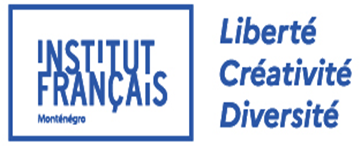 INSTITUT
FRANÇAIS
Monténégro
Liberté
Créativité
Diversité